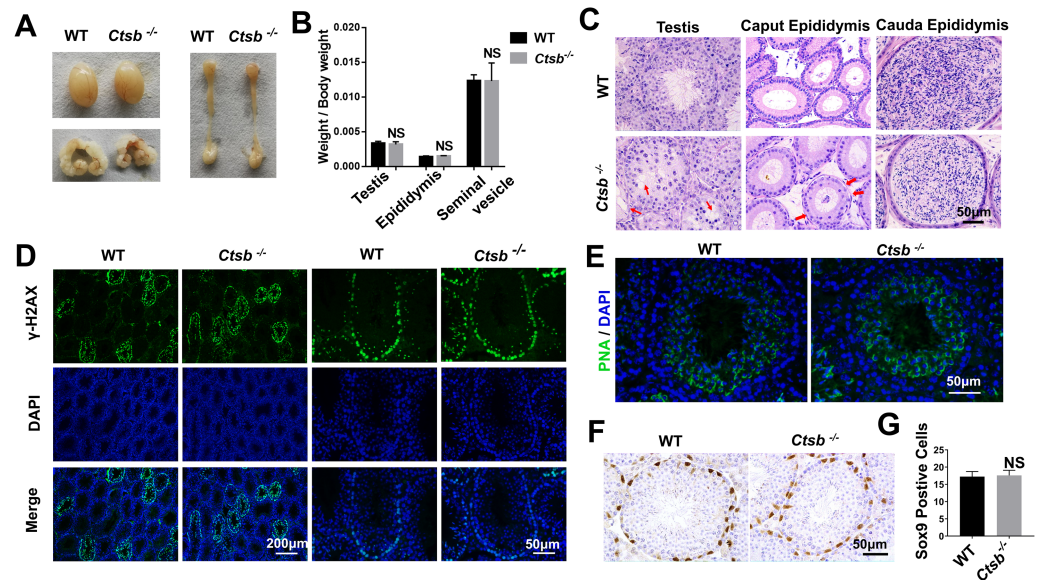 A
WT Ctsb -/-
WT Ctsb -/-
B
Weight / Body weight
0.020
0.015
0.010
0.005
0.000
NS
NS
NS
WT
Ctsb-/-
Testis
Epididymis
Seminal
vesicle
C
Testis
Caput Epididymis
Cauda Epididymis
WT
Ctsb -/-
50μm
D
WT
Ctsb -/-
WT
Ctsb -/-
γ-H2AX
DAPI
Merge
200μm
50μm
E
WT
Ctsb -/-
PNA / DAPI
50μm
F
WT
Ctsb -/-
50μm
G
Sox9 Postive Cells
25
20
15
10
5
0
NS
WT
Ctsb-/-